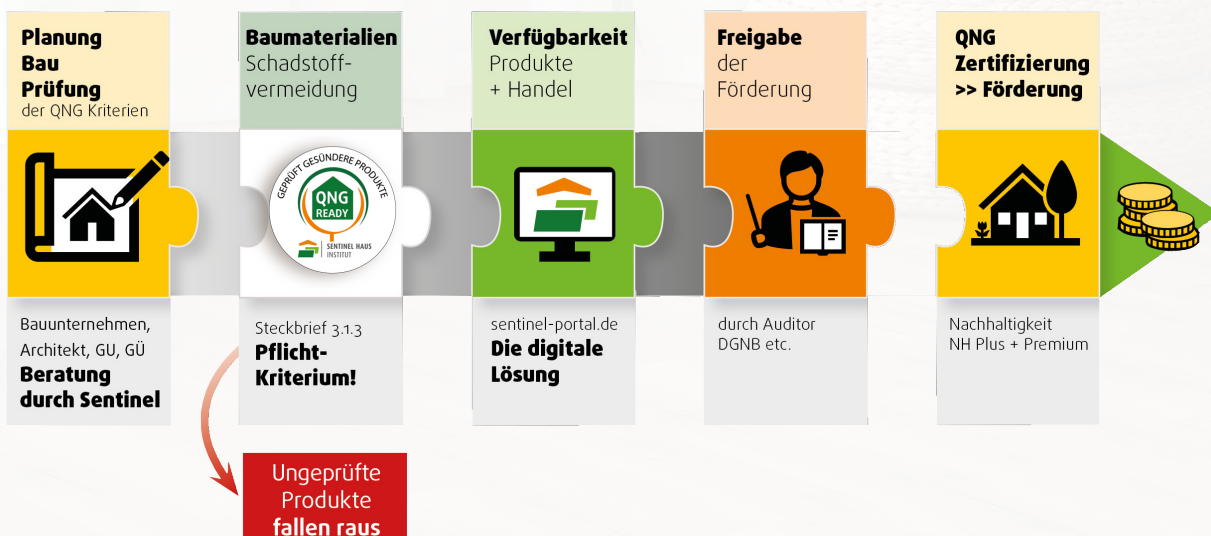 Planung
Bau
Prüfung
der QNG Kriterien
Baumaterialien
Schadstoff-
vermeidung
Verfügbarkeit
Produkte
+ Handel
Freigabe
der
Förderung
QNG
Zertifizierung
>> Förderung
GEPRÜFT GESÜNDERE PRODUKTE
QNG
READY
SENTINEL HAUS
INSTITUT
Bauunternehmen,
Architekt, GU, GÜ
Beratung
durch Sentinel
Steckbrief 3.1.3
Pflicht-
Kriterium!
sentinel-portal.de
Die digitale
Lösung
durch Auditor
DGNB etc.
Nachhaltigkeit
NH Plus + Premium
Ungeprüfte
Produkte
fallen raus